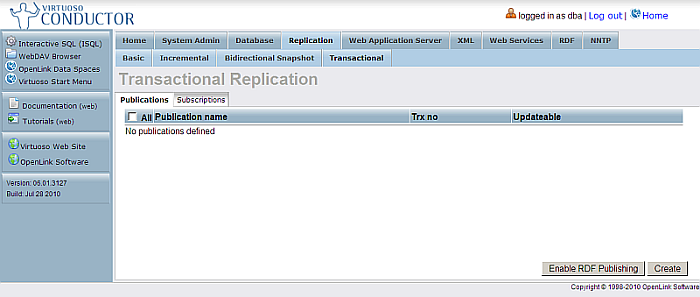 VIRTUOSO
CONDUCTOR
logged in as dba | Log out | Home
Interactive SQL (ISQL)
WebDAV Browser
OpenLink Data Spaces
Virtuoso Start Menu
Documentation (web)
Tutorials (web)
Virtuoso Web Site
OpenLink Software
Version: 06.01.3127
Build: Jul 28 2010
Home System Admin Database Replication Web Application Server XML Web Services RDF NNTP
Basic Incremental Bidirectional Snapshot Transactional
Transactional Replication
Publications Subscriptions
All Publication name Trx no Updateable
No publications defined
Enable RDF Publishing Create
Copyright © 1998-2010 OpenLink Software